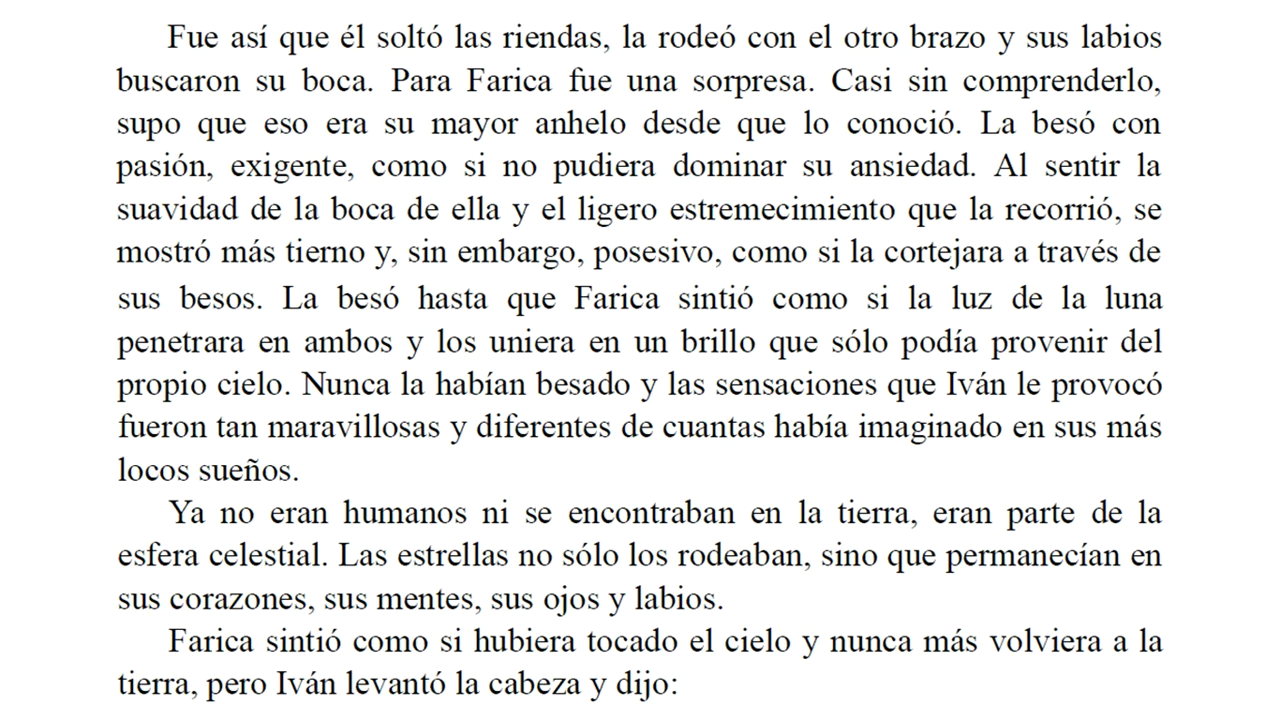 Fue así que él soltó las riendas, la rodeó con el otro brazo y sus labios
buscaron su boca. Para Farica fue una sorpresa. Casi sin comprenderlo,
supo que eso era su mayor anhelo desde que lo conoció. La besó con
pasión, exigente, como si no pudiera dominar su ansiedad. Al sentir la
suavidad de la boca de ella y el ligero estremecimiento que la recorrió, se
mostró más tierno y, sin embargo, posesivo, como si la cortejara a través de
sus besos. La besó hasta que Farica sintió como si la luz de la luna
penetrara en ambos y los uniera en un brillo que sólo podía provenir del
propio cielo. Nunca la habían besado y las sensaciones que Iván le provocó
fueron tan maravillosas y diferentes de cuantas había imaginado en sus más
locos sueños.
Ya no eran humanos ni se encontraban en la tierra, eran parte de la
esfera celestial. Las estrellas no sólo los rodeaban, sino que permanecían en
sus corazones, sus mentes, sus ojos y labios.
Farica sintió como si hubiera tocado el cielo y nunca más volviera a la
tierra, pero Iván levantó la cabeza y dijo: